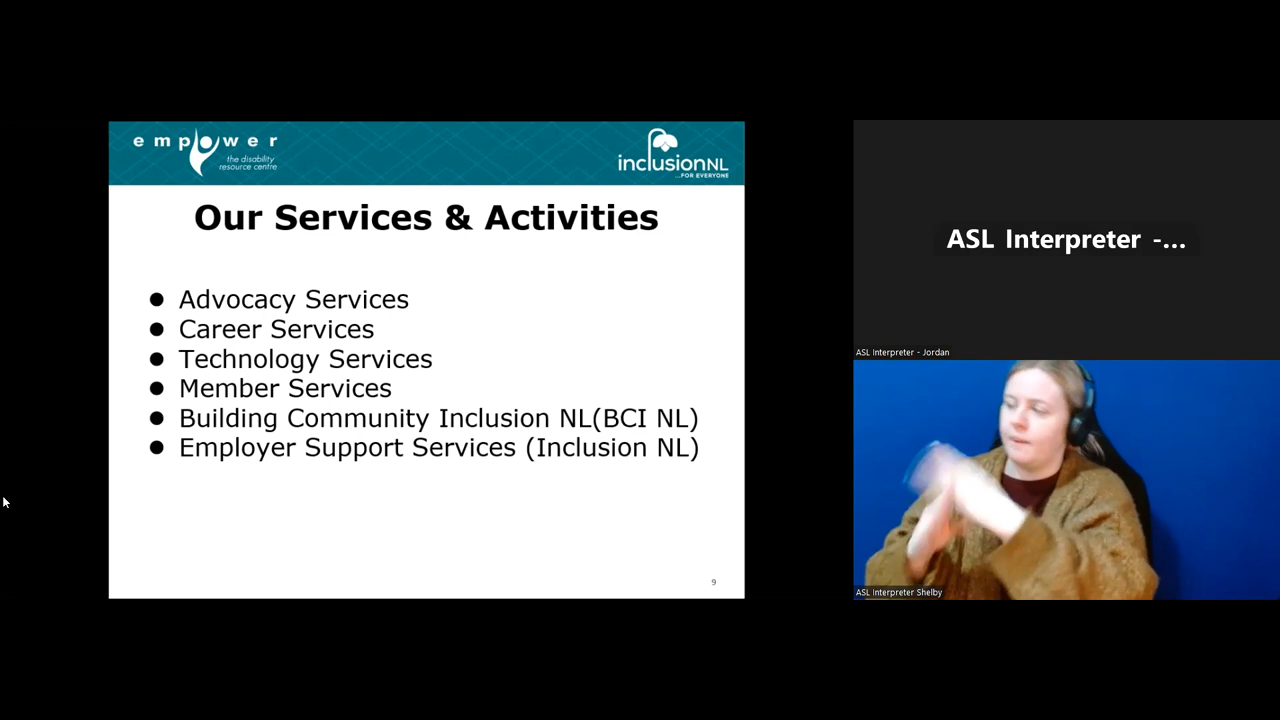 empower
the disability
resource centre
inclusionNL
...FOR EVERYONE
Our Services & Activities
● Advocacy Services
● Career Services
● Technology Services
● Member Services
● Building Community Inclusion NL(BCI NL)
● Employer Support Services (Inclusion NL)
9
ASL Interpreter -...
ASL Interpreter - Jordan
ASL Interpreter Shelby